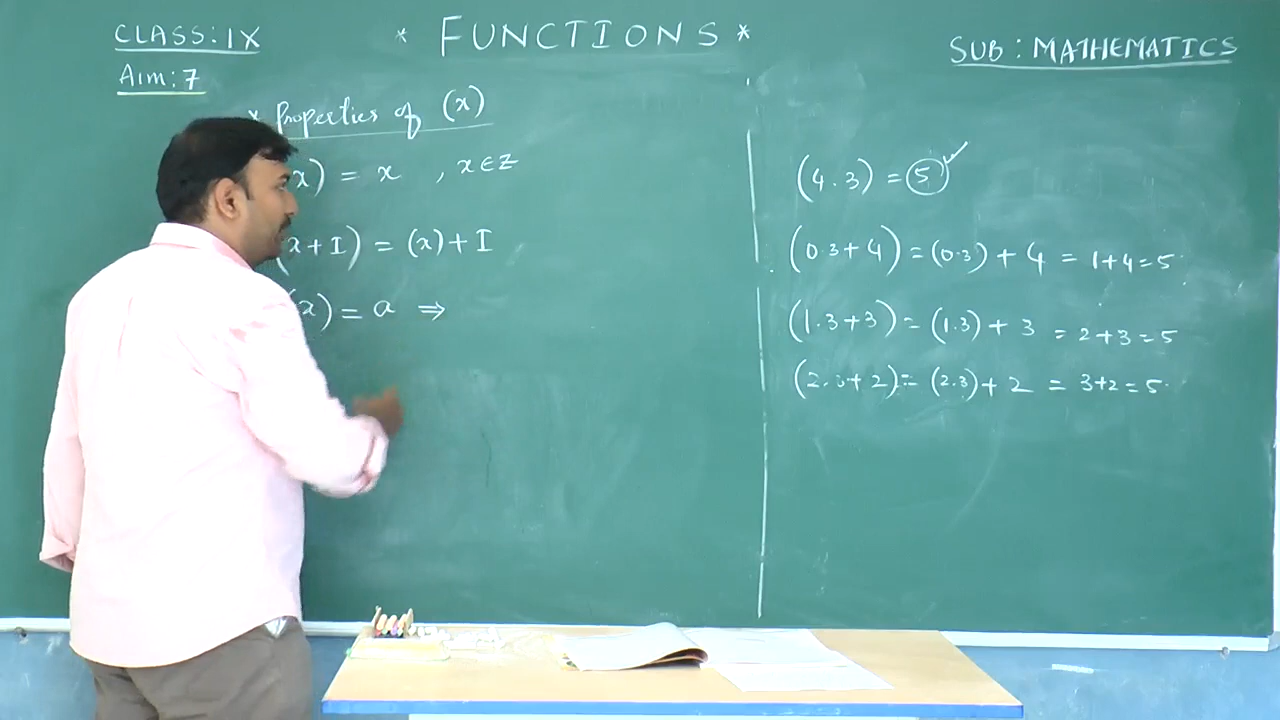 CLASS: IX
* FUNCTIONS *
SUB: MATHEMATICS
Aim: 7
* Properties of (x)
x) = x , x∈Z
(x+I) = (x)+I
(x) = a ⇒
(4.3) = 5 ✓
(0.3+4) = (0.3) + 4 = 1+4=5.
(1.3+3) = (1.3) + 3 = 2+3=5
(2.3+2) = (2.3) + 2 = 3+2=5.